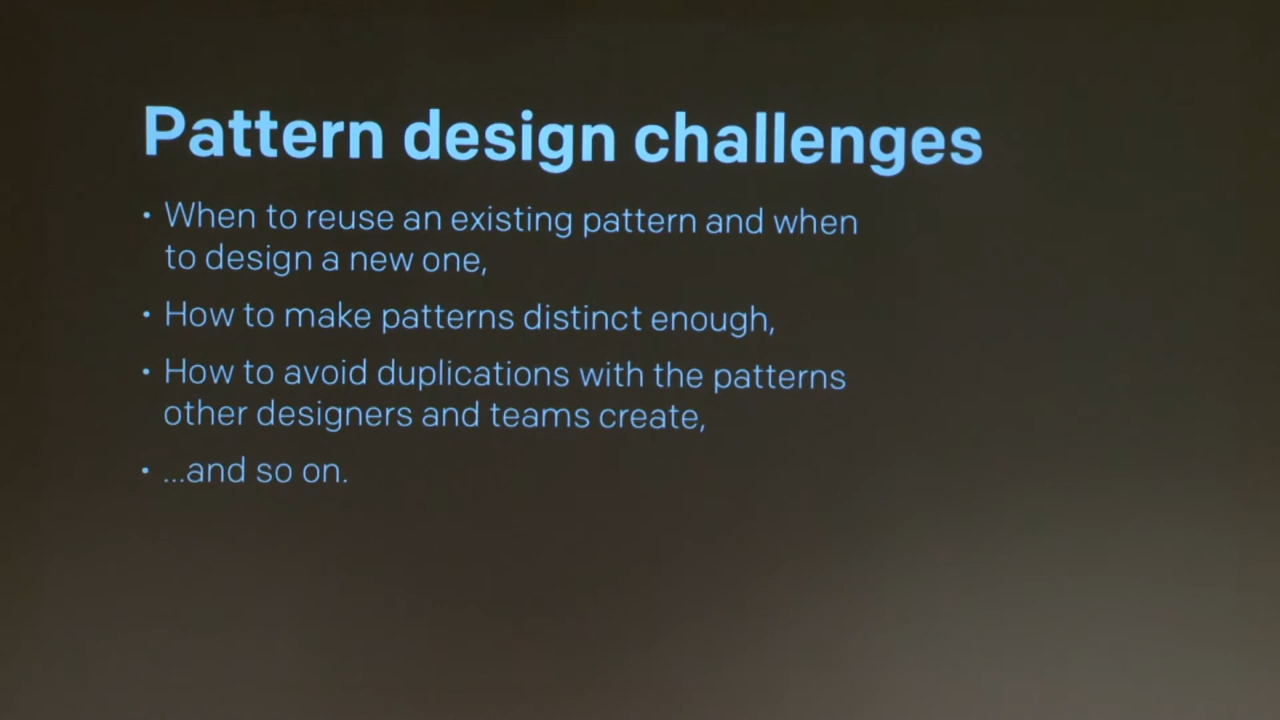 Pattern design challenges
• When to reuse an existing pattern and when
to design a new one,
• How to make patterns distinct enough,
• How to avoid duplications with the patterns
other designers and teams create,
• ...and so on.